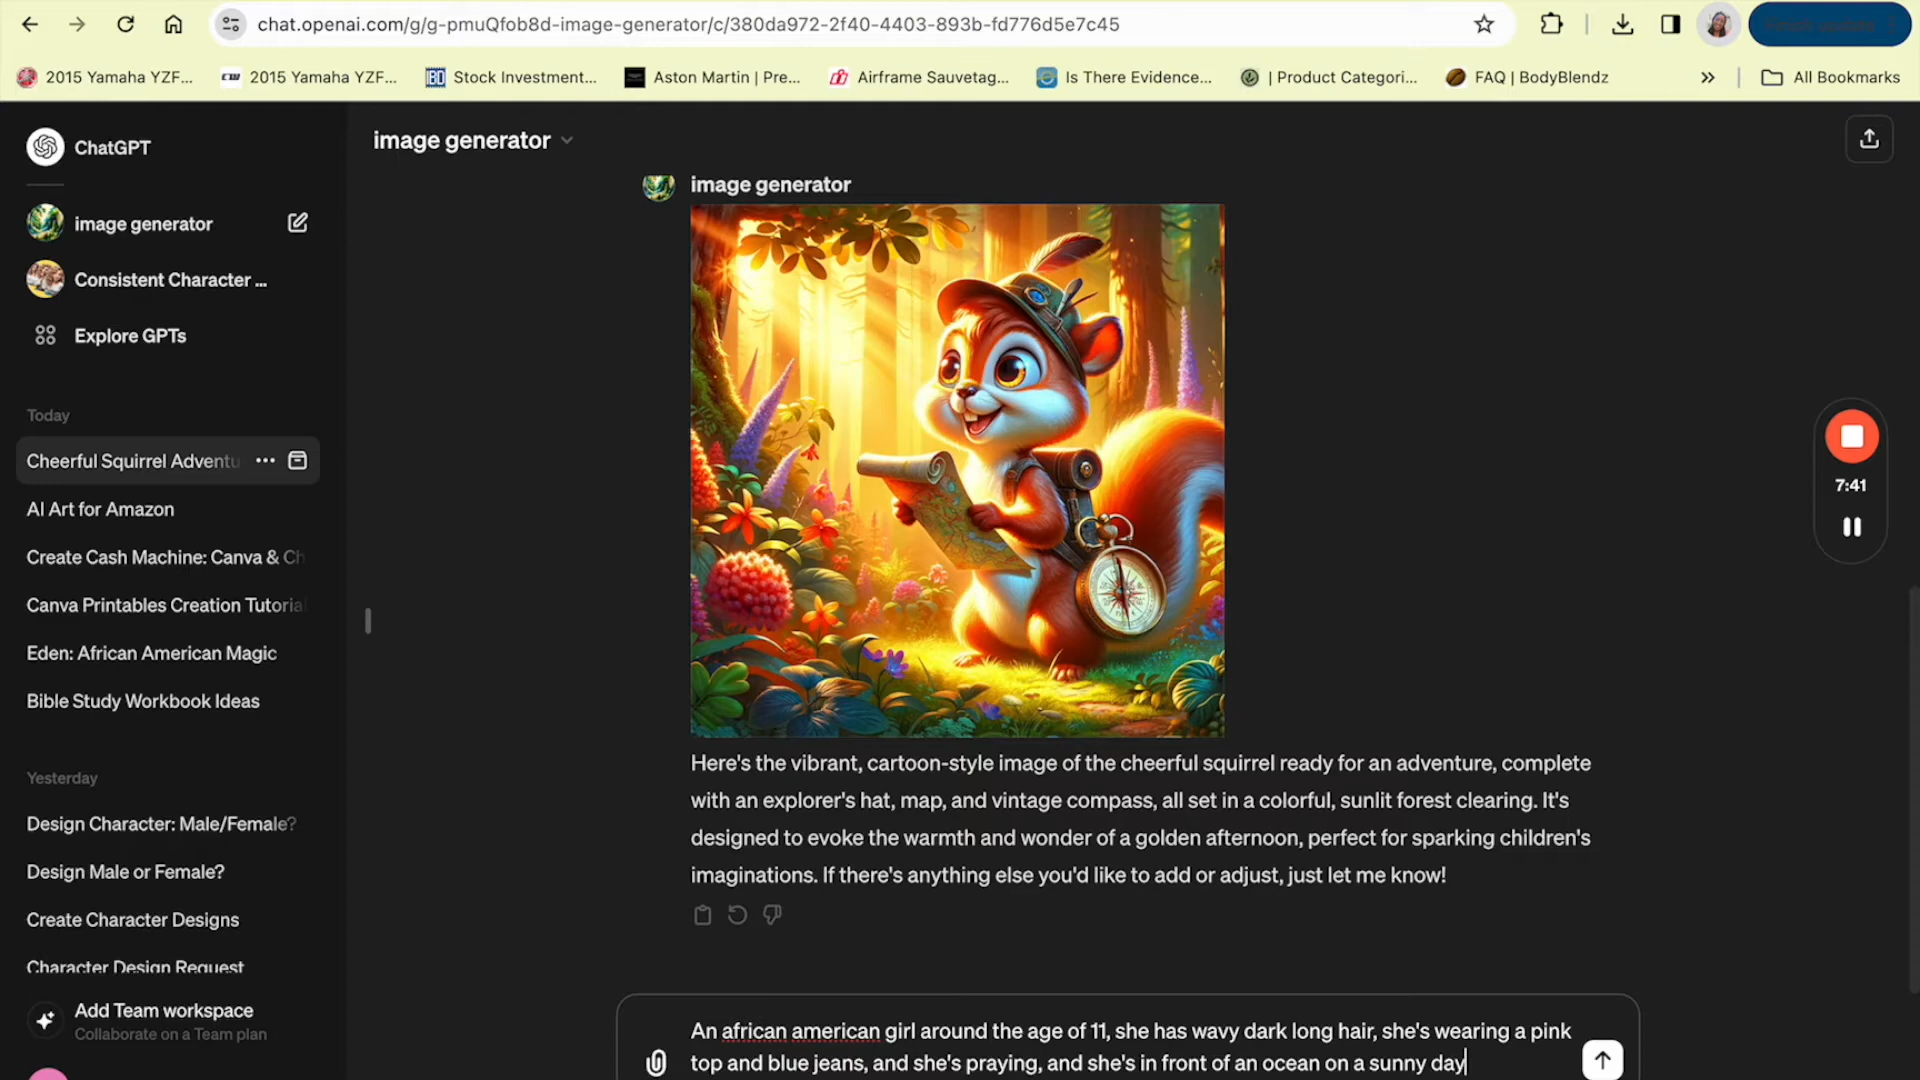 chat.openai.com/g/g-pmuQfob8d-image-generator/c/380da972-2f40-4403-893b-fd776d5e7c45
2015 Yamaha YZF...
CW 2015 Yamaha YZF...
BD Stock Investment...
Aston Martin | Pre...
Airframe Sauvetag...
Is There Evidence...
| Product Categori...
FAQ | BodyBlendz
» All Bookmarks
ChatGPT
image generator
Consistent Character ...
Explore GPTs
Today
Cheerful Squirrel Adventu
AI Art for Amazon
Create Cash Machine: Canva & Ch
Canva Printables Creation Tutorial
Eden: African American Magic
Bible Study Workbook Ideas
Yesterday
Design Character: Male/Female?
Design Male or Female?
Create Character Designs
Character Design Request
Add Team workspace
Collaborate on a Team plan
image generator
image generator
Here's the vibrant, cartoon-style image of the cheerful squirrel ready for an adventure, complete
with an explorer's hat, map, and vintage compass, all set in a colorful, sunlit forest clearing. It's
designed to evoke the warmth and wonder of a golden afternoon, perfect for sparking children's
imaginations. If there's anything else you'd like to add or adjust, just let me know!
An african american girl around the age of 11, she has wavy dark long hair, she's wearing a pink
top and blue jeans, and she's praying, and she's in front of an ocean on a sunny day
7:41